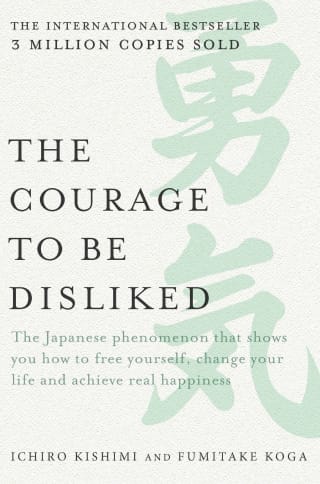 THE INTERNATIONAL BESTSELLER
3 MILLION COPIES SOLD
勇気
THE
COURAGE
TO BE
DISLIKED
The Japanese phenomenon that shows
you how to free yourself, change your
life and achieve real happiness
ICHIRO KISHIMI AND FUMITAKE KOGA